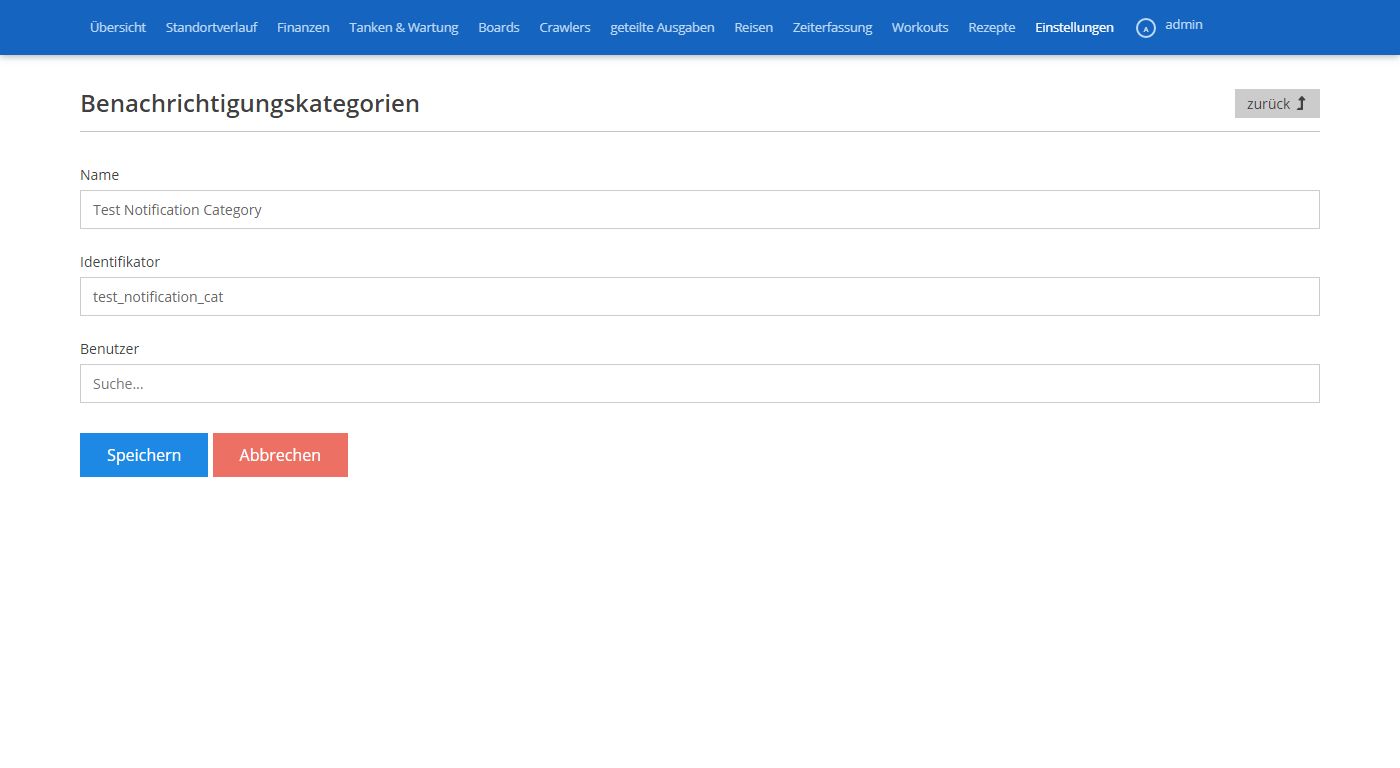 Übersicht Standortverlauf Finanzen Tanken & Wartung Boards Crawlers geteilte Ausgaben Reisen Zeiterfassung Workouts Rezepte Einstellungen A admin
Benachrichtigungskategorien zurück
Name
Test Notification Category
Identifikator
test_notification_cat
Benutzer
Suche...
Speichern Abbrechen